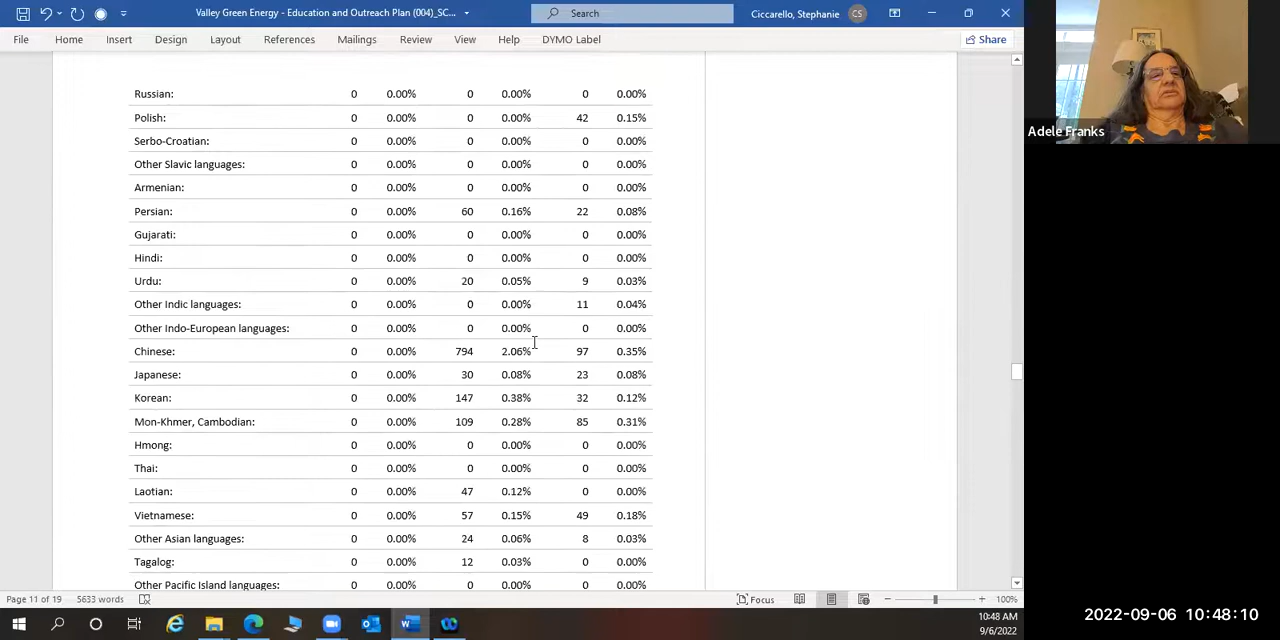 Valley Green Energy - Education and Outreach Plan (004)_SC...
Search
Ciccarello, Stephanie
CS
File Home Insert Design Layout References Mailings Review View Help DYMO Label
Share
Russian: 0 0.00% 0 0.00% 0 0.00%
Polish: 0 0.00% 0 0.00% 42 0.15%
Serbo-Croatian: 0 0.00% 0 0.00% 0 0.00%
Other Slavic languages: 0 0.00% 0 0.00% 0 0.00%
Armenian: 0 0.00% 0 0.00% 0 0.00%
Persian: 0 0.00% 60 0.16% 22 0.08%
Gujarati: 0 0.00% 0 0.00% 0 0.00%
Hindi: 0 0.00% 0 0.00% 0 0.00%
Urdu: 0 0.00% 20 0.05% 9 0.03%
Other Indic languages: 0 0.00% 0 0.00% 11 0.04%
Other Indo-European languages: 0 0.00% 0 0.00% 0 0.00%
Chinese: 0 0.00% 794 2.06% 97 0.35%
Japanese: 0 0.00% 30 0.08% 23 0.08%
Korean: 0 0.00% 147 0.38% 32 0.12%
Mon-Khmer, Cambodian: 0 0.00% 109 0.28% 85 0.31%
Hmong: 0 0.00% 0 0.00% 0 0.00%
Thai: 0 0.00% 0 0.00% 0 0.00%
Laotian: 0 0.00% 47 0.12% 0 0.00%
Vietnamese: 0 0.00% 57 0.15% 49 0.18%
Other Asian languages: 0 0.00% 24 0.06% 8 0.03%
Tagalog: 0 0.00% 12 0.03% 0 0.00%
Other Pacific Island languages: 0 0.00% 0 0.00% 0 0.00%
Page 11 of 19 5633 words
Focus
100%
10:48 AM
9/6/2022
Adele Franks
2022-09-06 10:48:10